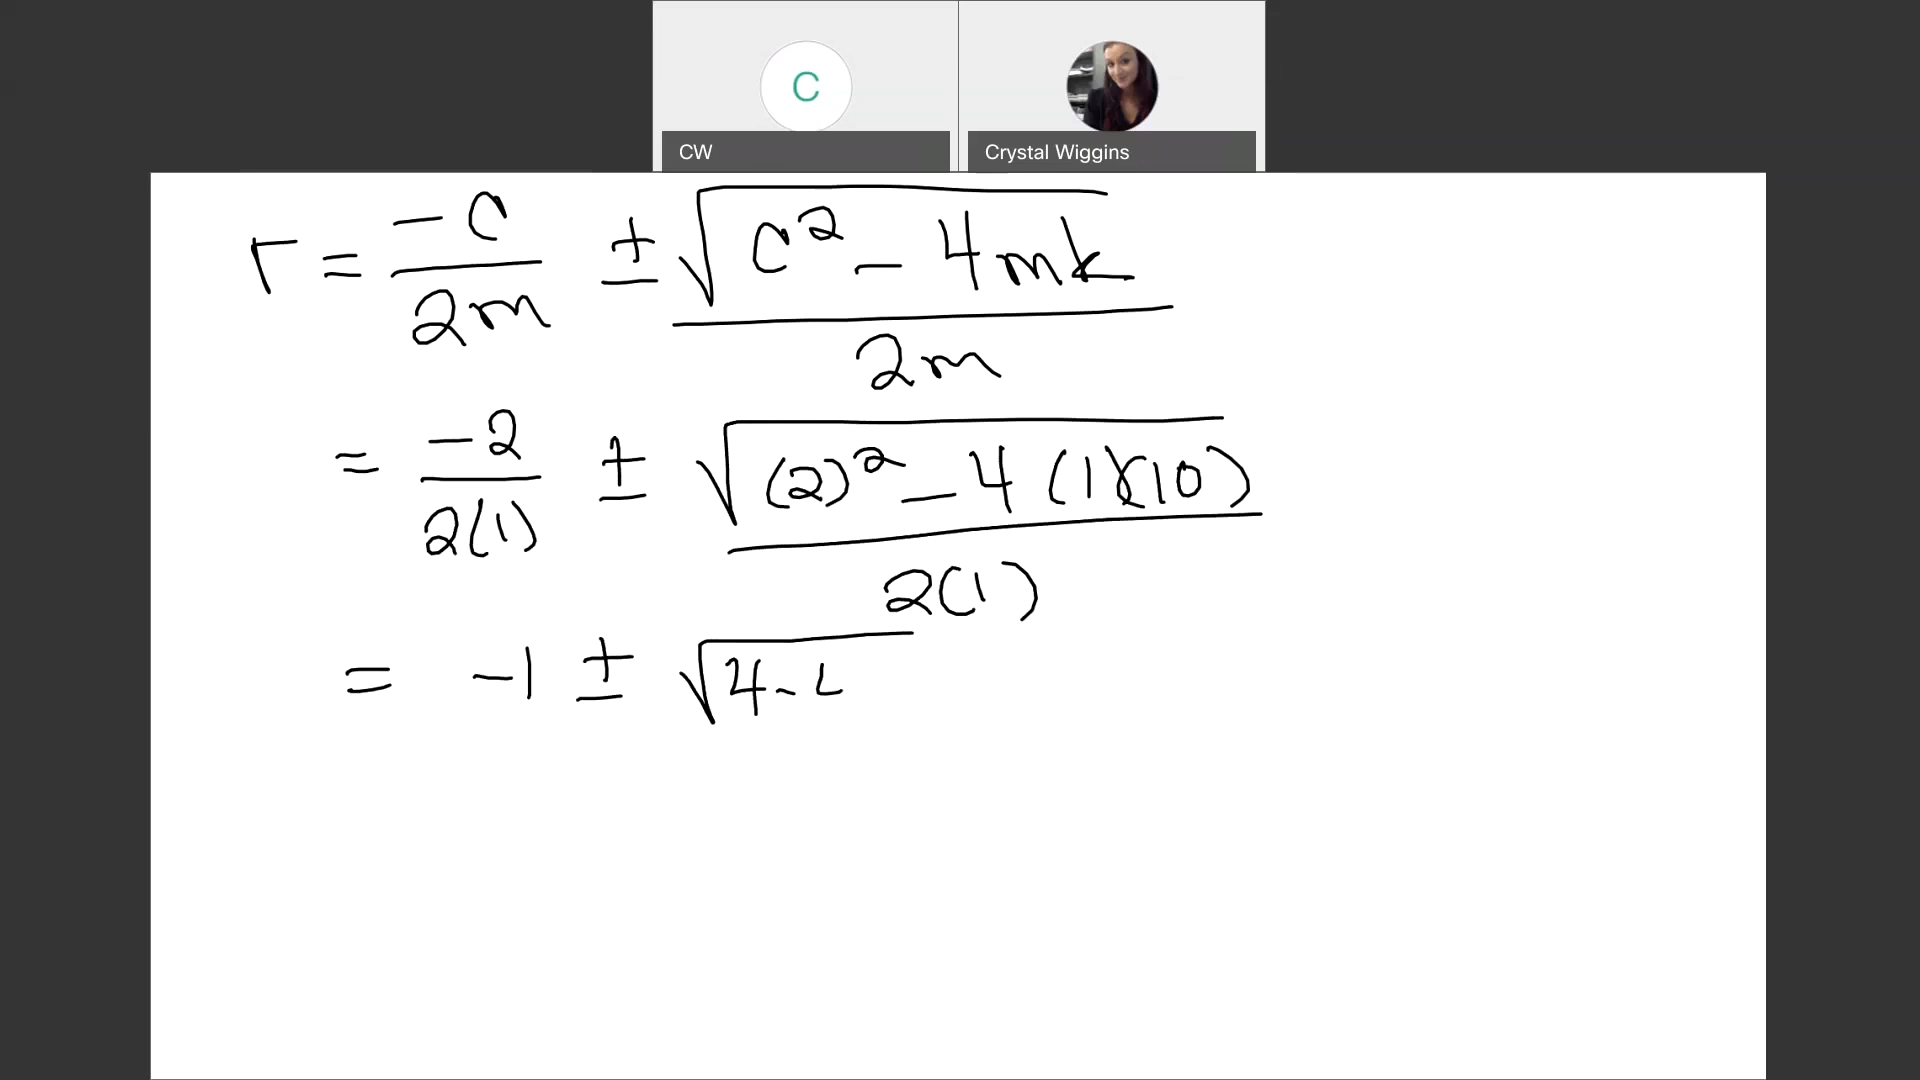 C
CW
Crystal Wiggins
r = -c/2m ± √(c² - 4mk)/2m
= -2/2(1) ± √((2)² - 4(1)(10))/2(1)
= -1 ± √(4 -